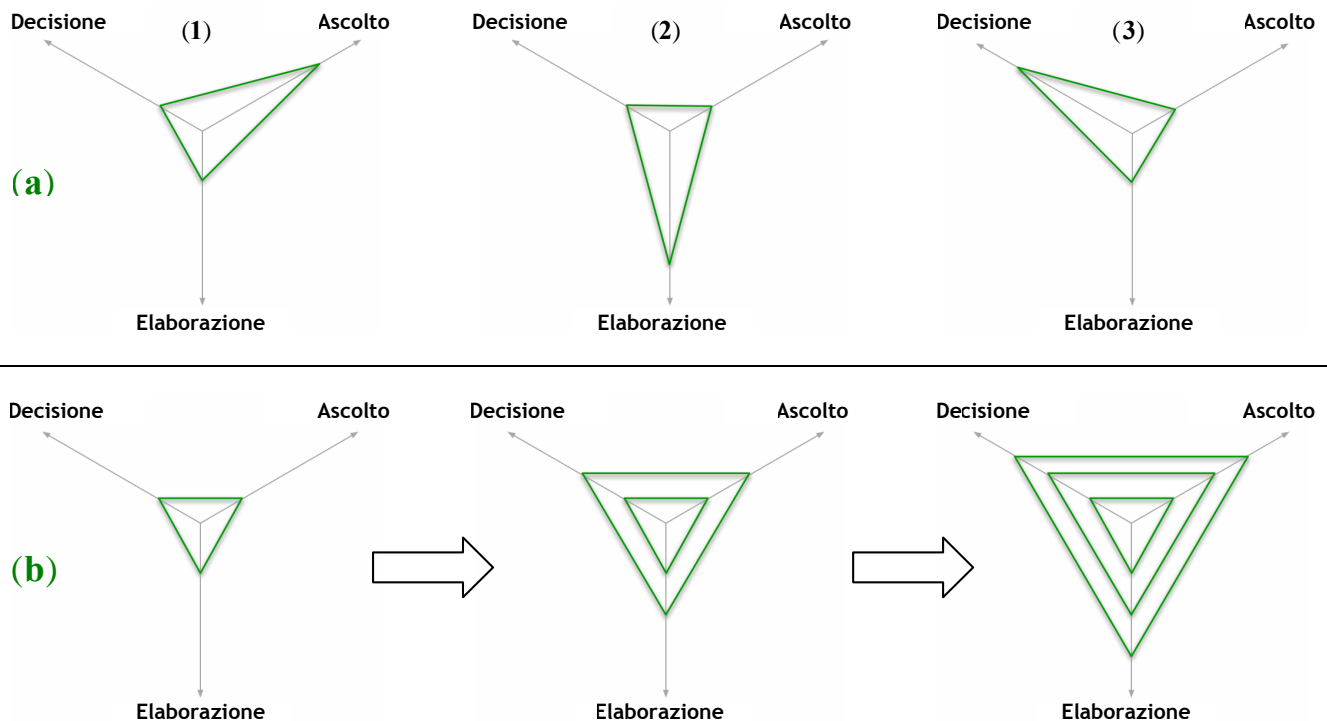 Decisione (1) Ascolto
Decisione (2) Ascolto
Decisione (3) Ascolto
(a)
Elaborazione
Elaborazione
Elaborazione
Decisione Ascolto
Decisione Ascolto
Decisione Ascolto
(b)
Elaborazione
Elaborazione
Elaborazione